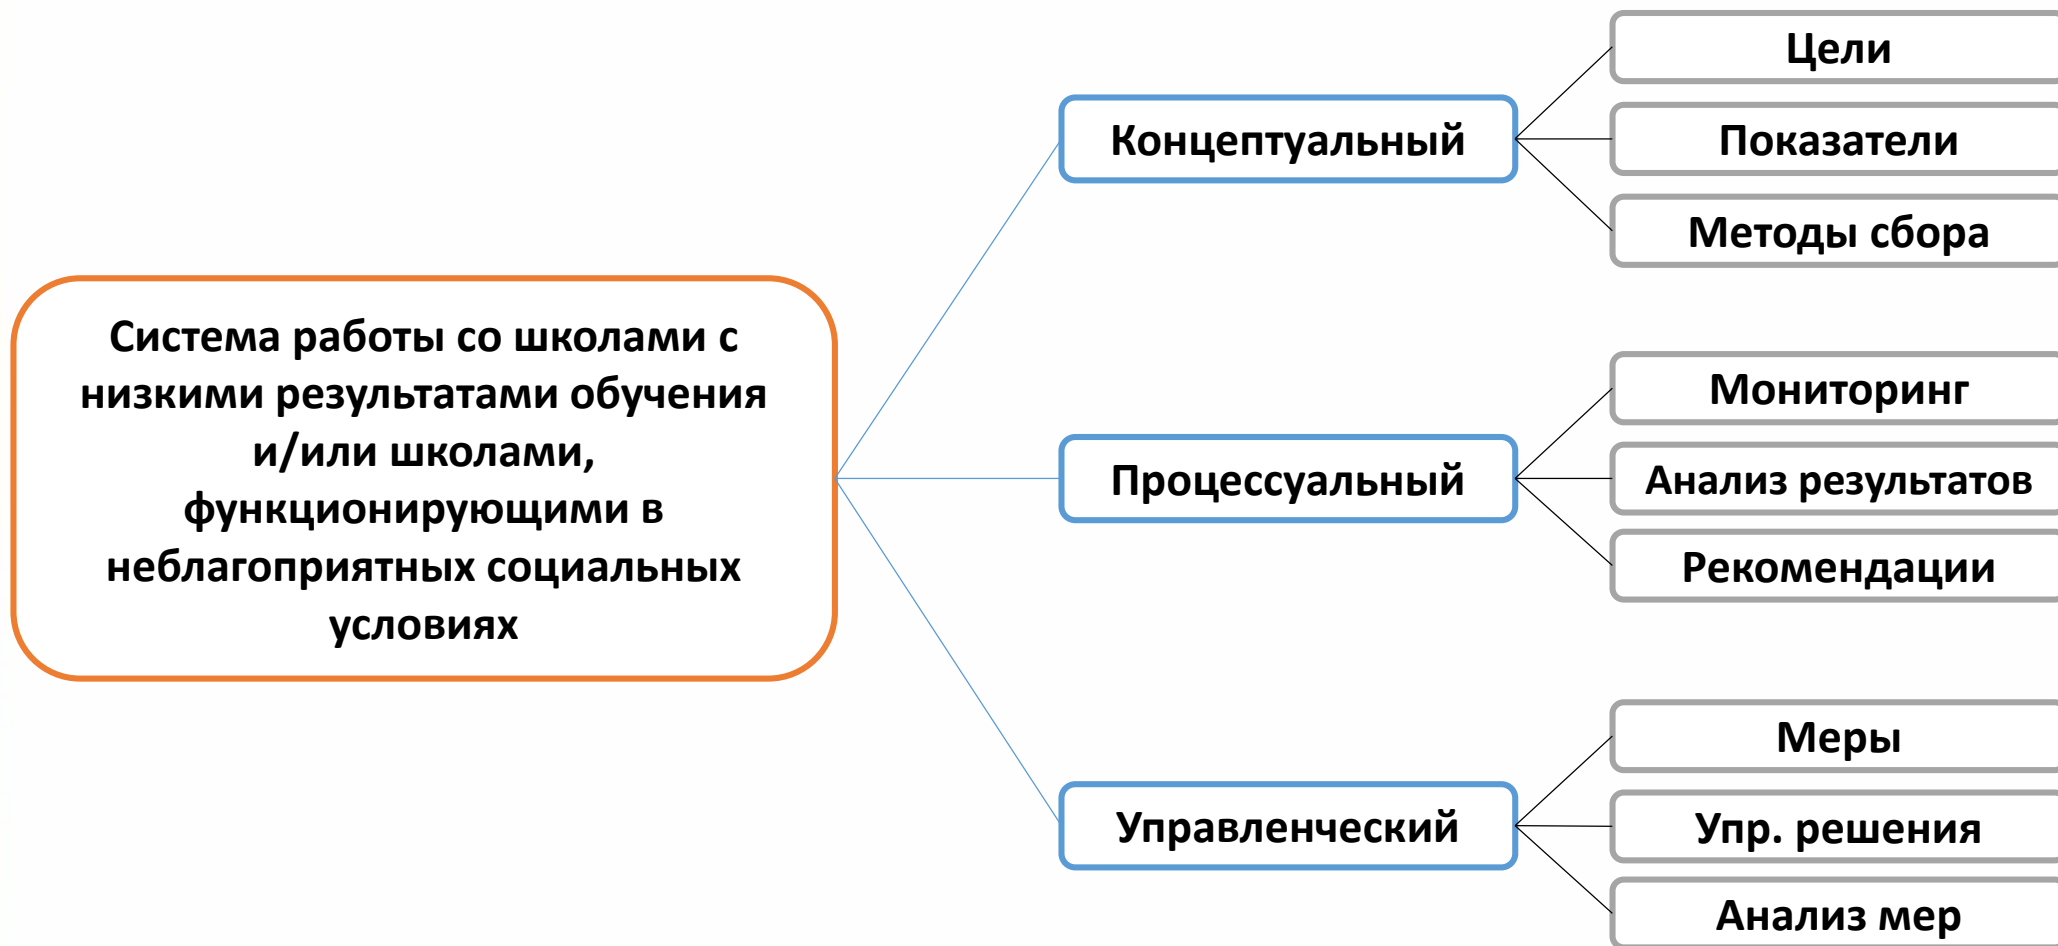 Система работы со школами с
низкими результатами обучения
и/или школами,
функционирующими в
неблагоприятных социальных
условиях
Концептуальный
Цели
Показатели
Методы сбора
Процессуальный
Мониторинг
Анализ результатов
Рекомендации
Управленческий
Меры
Упр. решения
Анализ мер